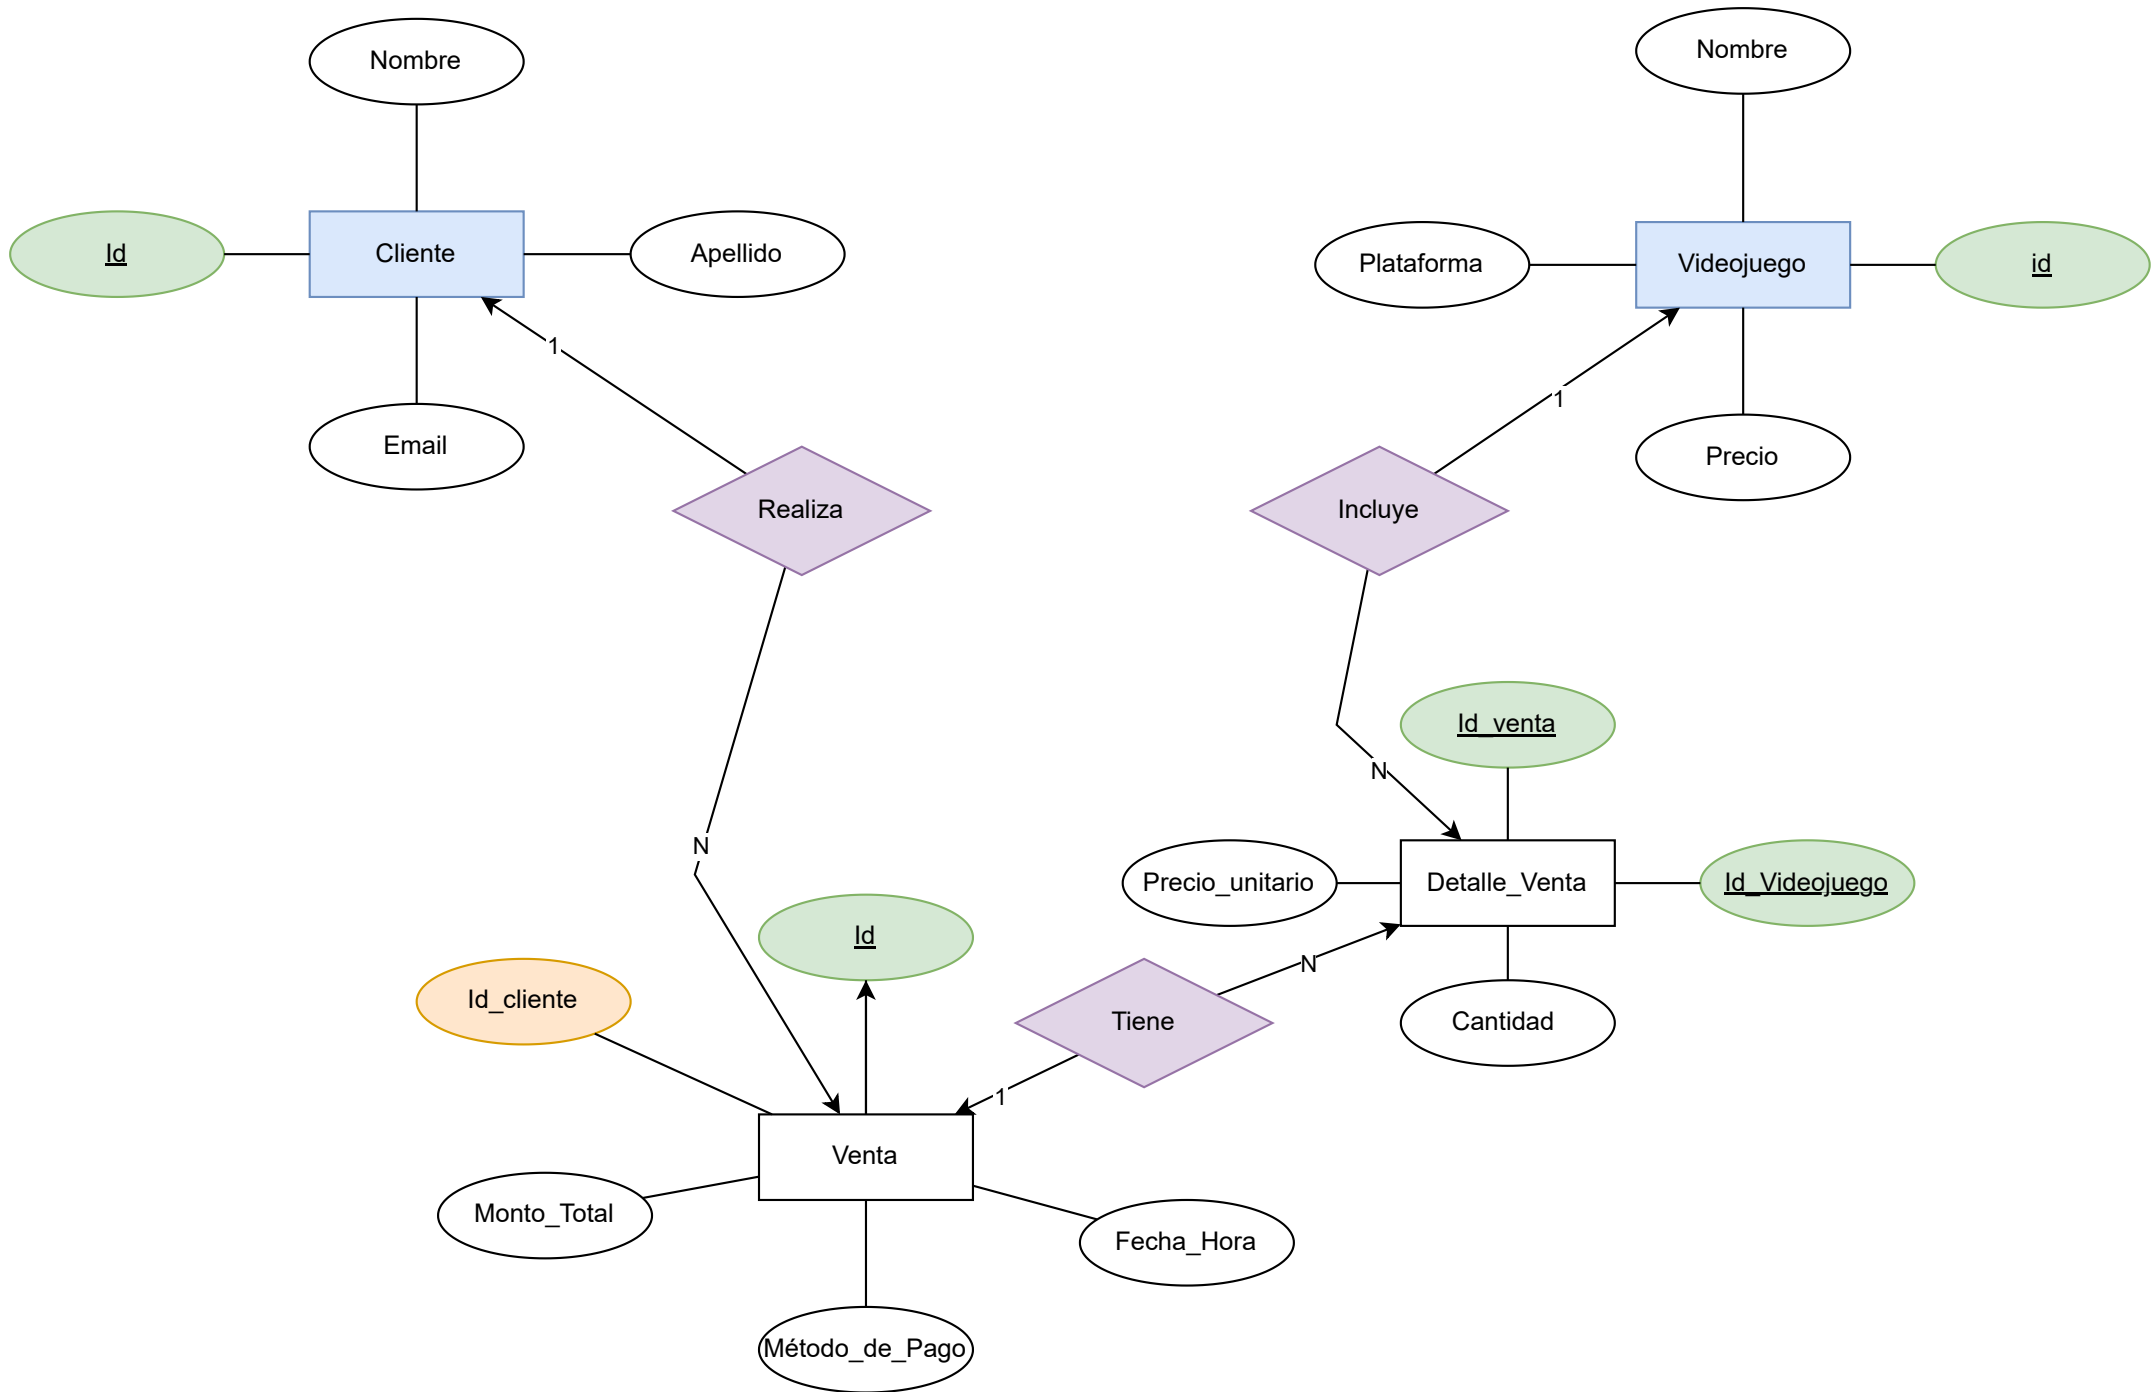 Nombre
Nombre
Id
Cliente
Apellido
Plataforma
Videojuego
id
1
1
Email
Precio
Realiza
Incluye
Id_venta
N
N
Precio_unitario
Detalle_Venta
Id_Videojuego
Id
N
Id_cliente
Tiene
Cantidad
1
Venta
Monto_Total
Fecha_Hora
Método_de_Pago